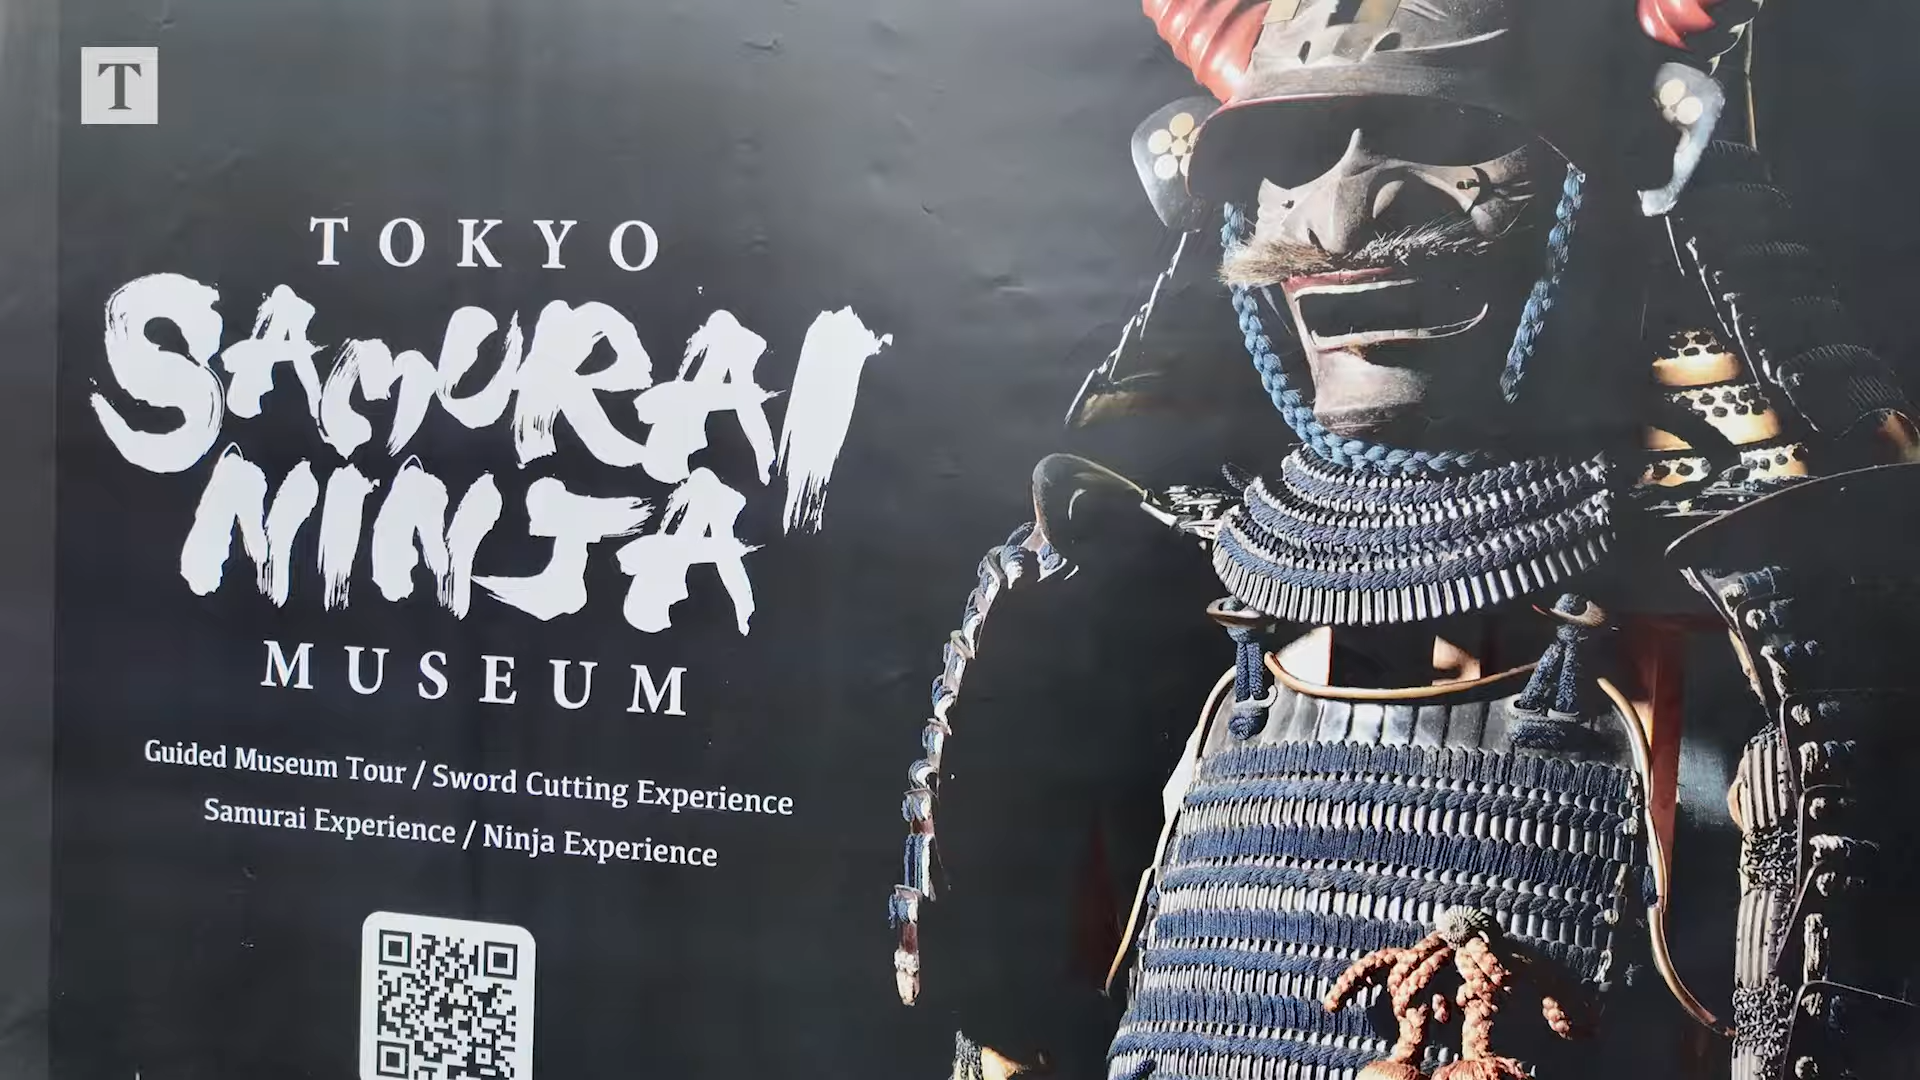 T
TOKYO
SAMURAI
NINJA
MUSEUM
Guided Museum Tour / Sword Cutting Experience
Samurai Experience / Ninja Experience